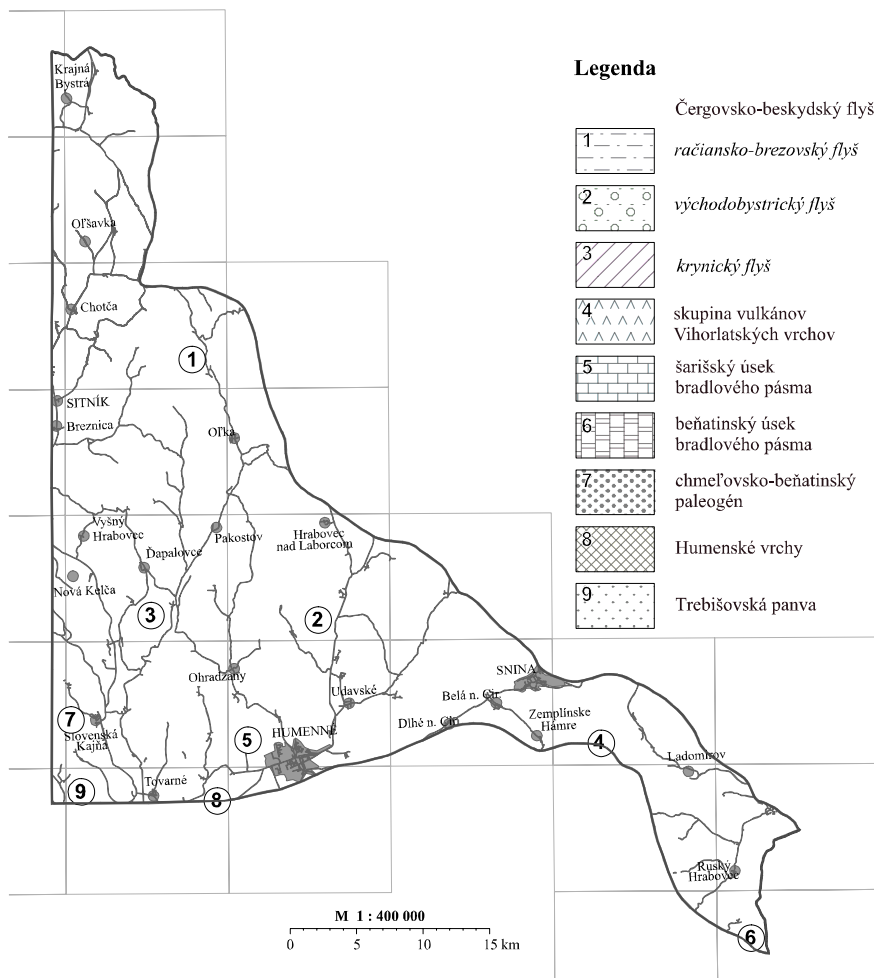 Krajná
Bystrá
Oľšavka
Chotča
1
SITNÍK
Breznica
Oľka
Vyšný
Hrabovec
Pakostov
Hrabovec
nad Laborcom
Ďapalovce
Nová Kelča
3
2
Ohradzany
SNINA
Udavské
Belá n. Cir.
7
Slovenská
Kajňa
5
HUMENNÉ
Dlhé n. Cir.
Zemplínske
Hámre
4
Ladomirov
9
Tovarné
8
Ruský
Hrabovec
6
M 1 : 400 000
0 5 10 15 km
Legenda
Čergovsko-beskydský flyš
1
račiansko-brezovský flyš
2
východobystrický flyš
3
krynický flyš
4
skupina vulkánov
Vihorlatských vrchov
5
šarišský úsek
bradlového pásma
6
beňatinský úsek
bradlového pásma
7
chmeľovsko-beňatinský
paleogén
8
Humenské vrchy
9
Trebišovská panva